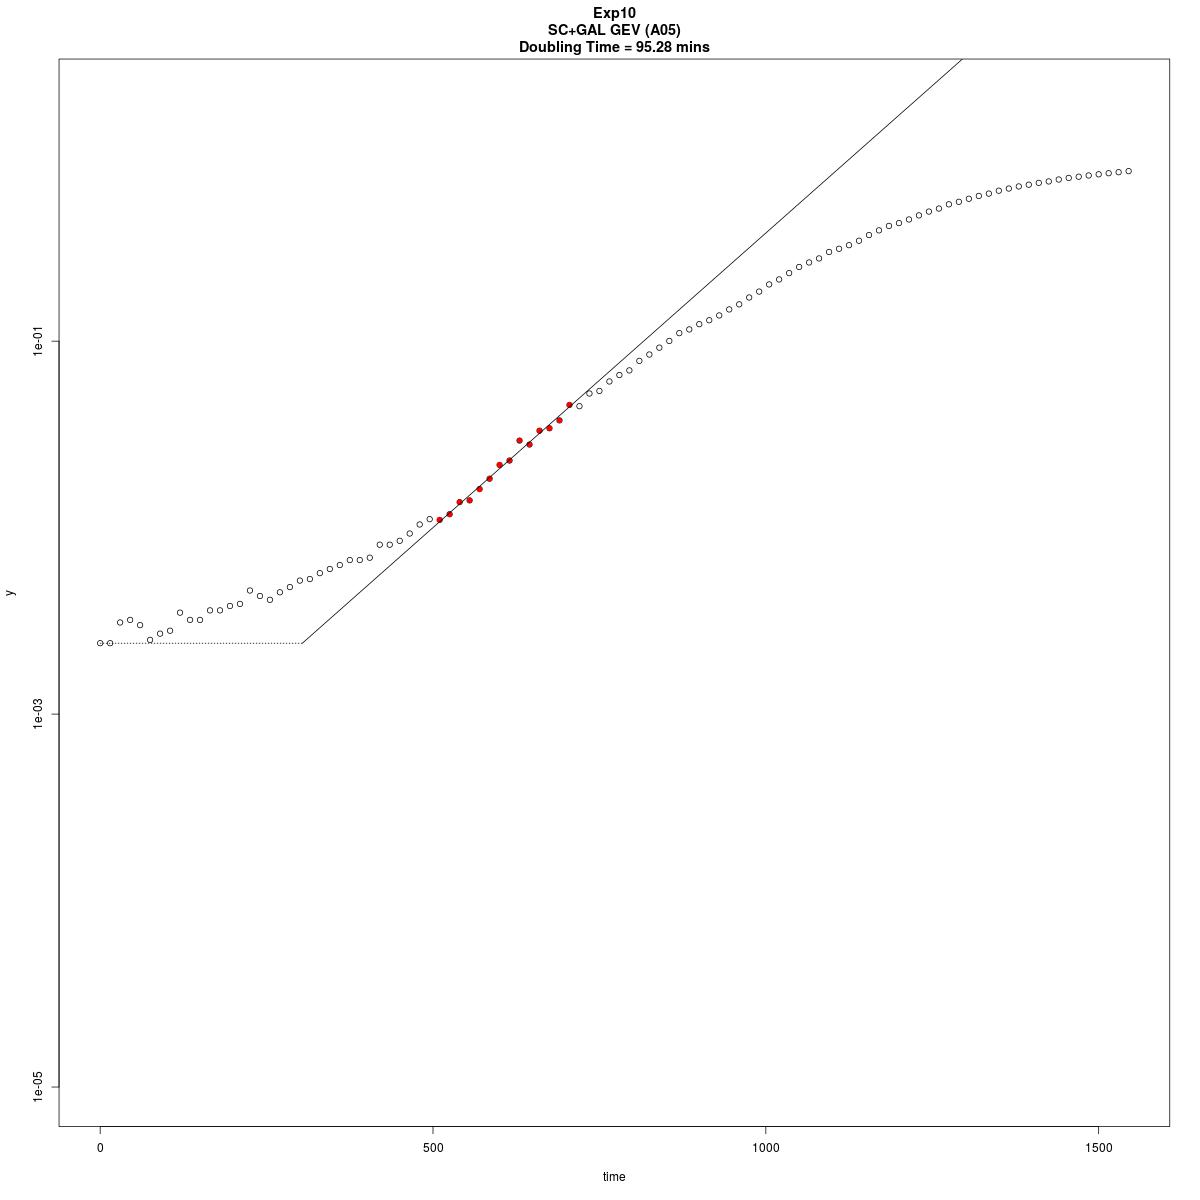 Exp10
SC+GAL GEV (A05)
Doubling Time = 95.28 mins
1e-01
1e-03
1e-05
y
0 500 1000 1500
time